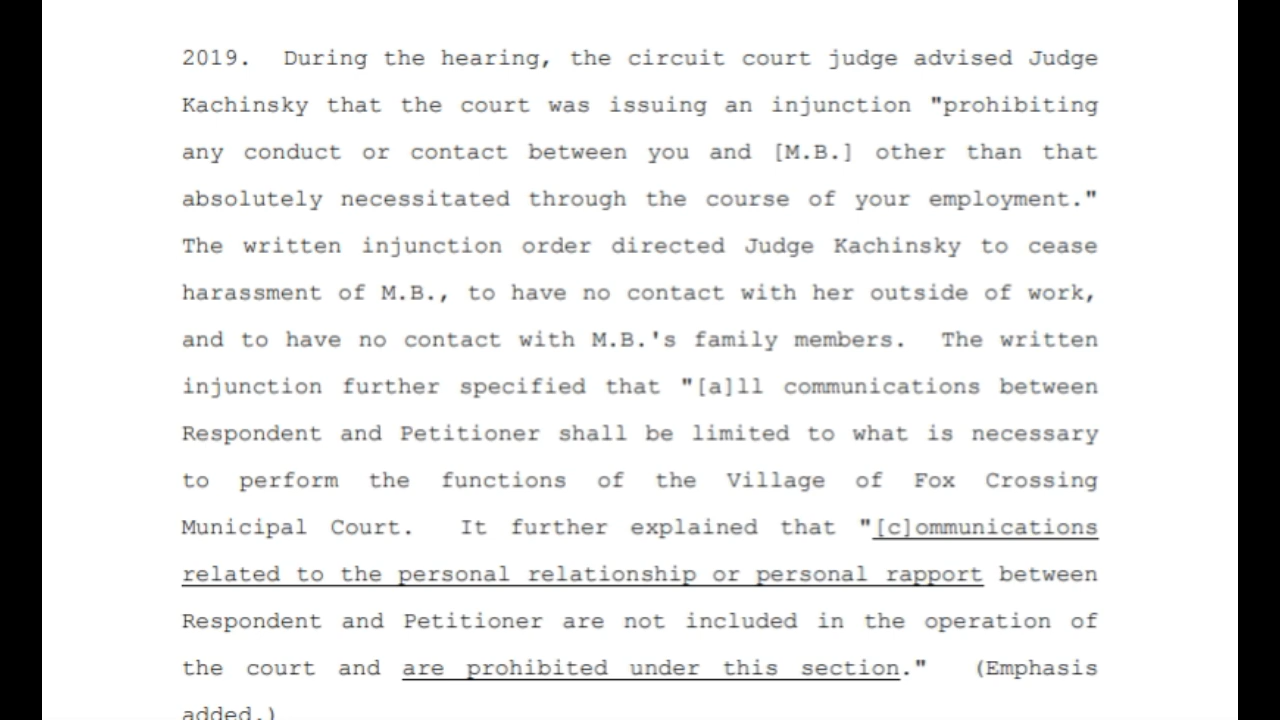 2019. During the hearing, the circuit court judge advised Judge
Kachinsky that the court was issuing an injunction "prohibiting
any conduct or contact between you and [M.B.] other than that
absolutely necessitated through the course of your employment."
The written injunction order directed Judge Kachinsky to cease
harassment of M.B., to have no contact with her outside of work,
and to have no contact with M.B.'s family members. The written
injunction further specified that "[a]ll communications between
Respondent and Petitioner shall be limited to what is necessary
to perform the functions of the Village of Fox Crossing
Municipal Court. It further explained that "[c]ommunications
related to the personal relationship or personal rapport between
Respondent and Petitioner are not included in the operation of
the court and are prohibited under this section." (Emphasis
added.)